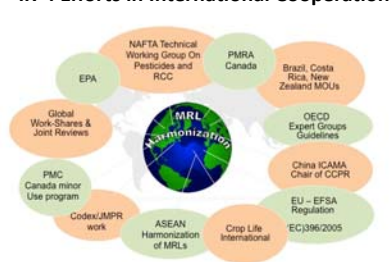 IR-4 Efforts in International Cooperation
NAFTA Technical
Working Group On
Pesticides and
RCC
PMRA
Canada
Brazil, Costa
Rica, New
Zealand MOUs
OECD
Expert Groups
Guidelines
China ICAMA
Chair of CCPR
EU – EFSA
Regulation
(EC)396/2005
Crop Life
International
ASEAN
Harmonization
of MRLs
Codex/JMPR
work
PMC
Canada minor
Use program
Global
Work-Shares &
Joint Reviews
EPA
MRL
Harmonization